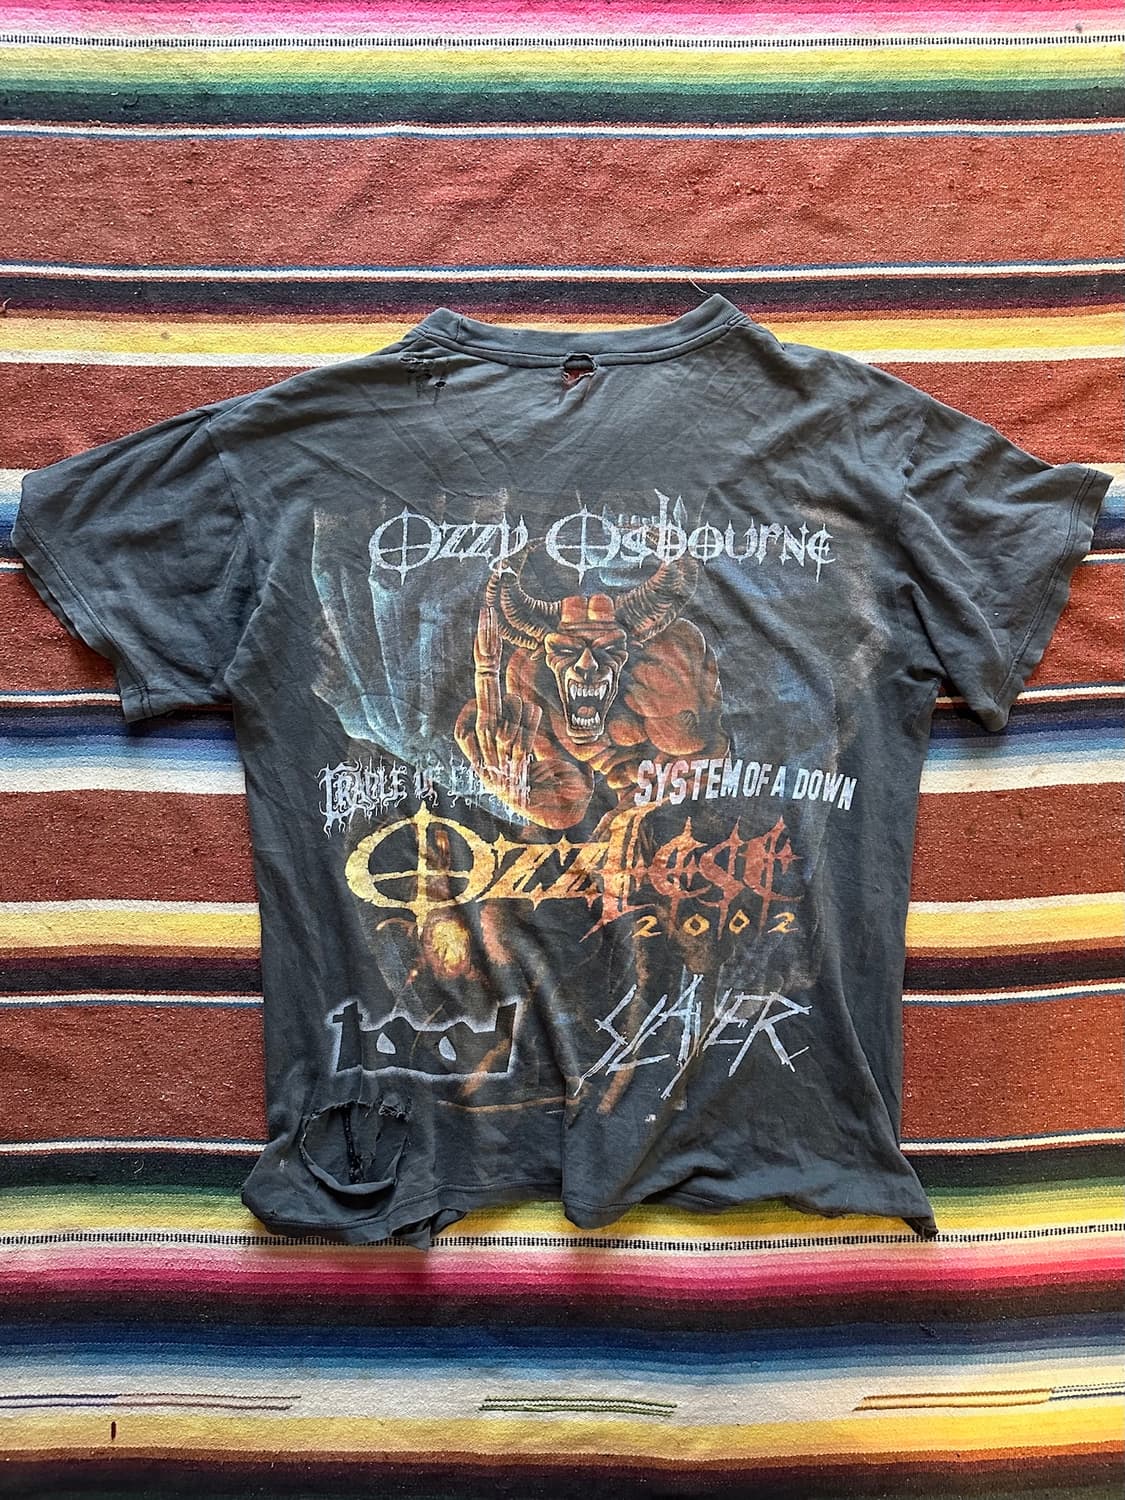 Ozzy Osbourne
CRADLE OF FILTH
SYSTEM OF A DOWN
OzzFest
2002
tool
SLAYER